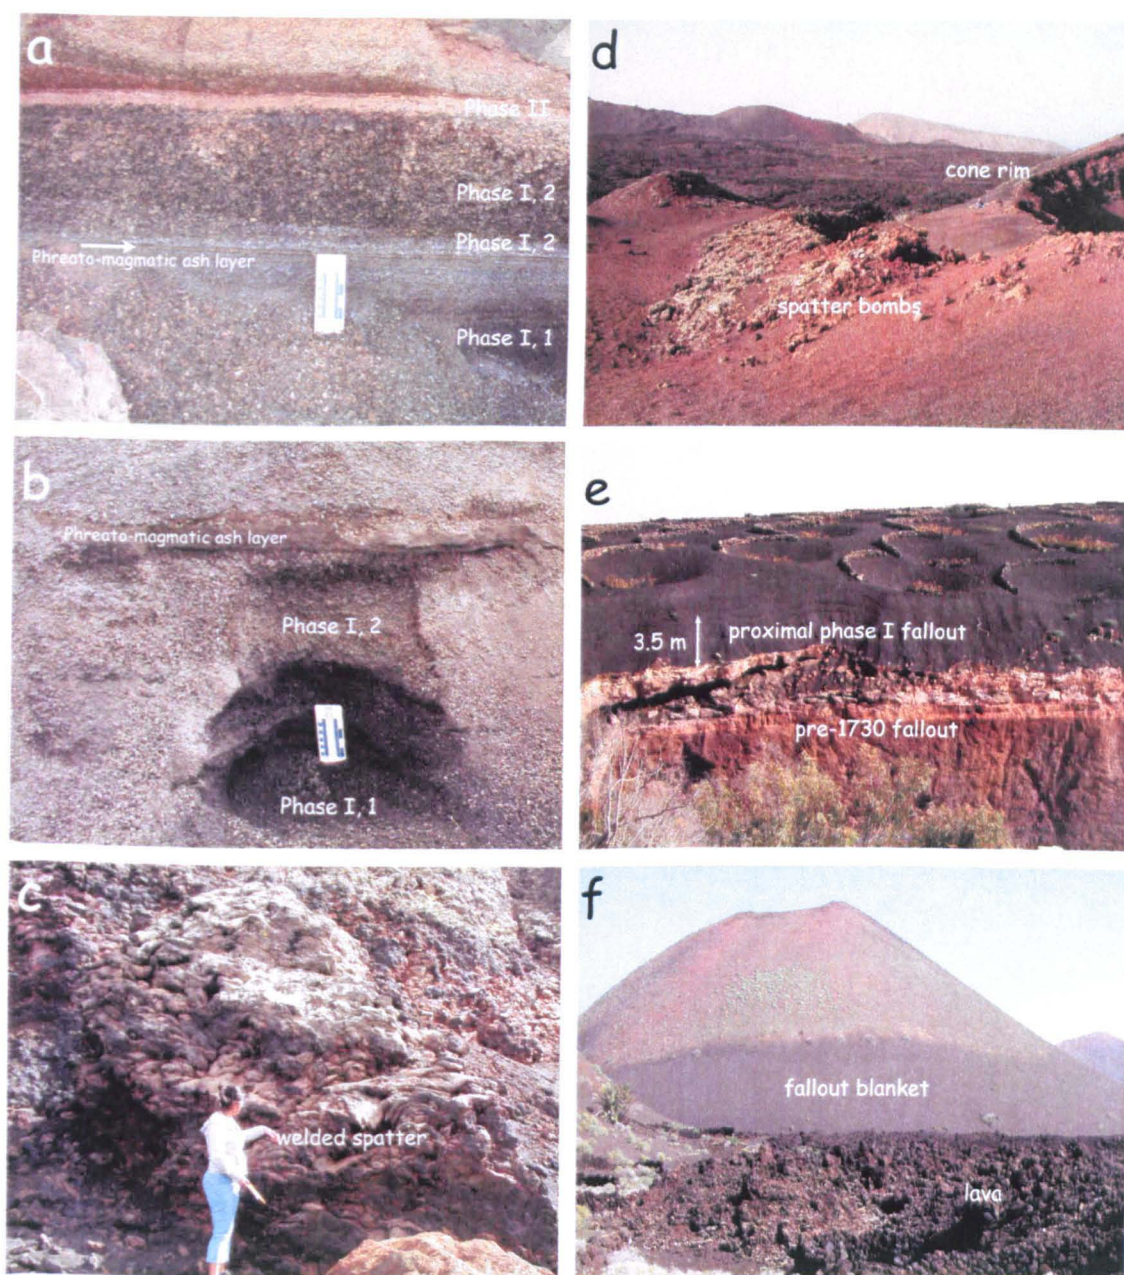 a
Phase II
Phase I, 2
Phase I, 2
Phreato-magmatic ash layer
Phase I, 1
b
Phreato-magmatic ash layer
Phase I, 2
Phase I, 1
c
welded spatter
d
cone rim
spatter bombs
e
3.5 m
proximal phase I fallout
pre-1730 fallout
f
fallout blanket
lava